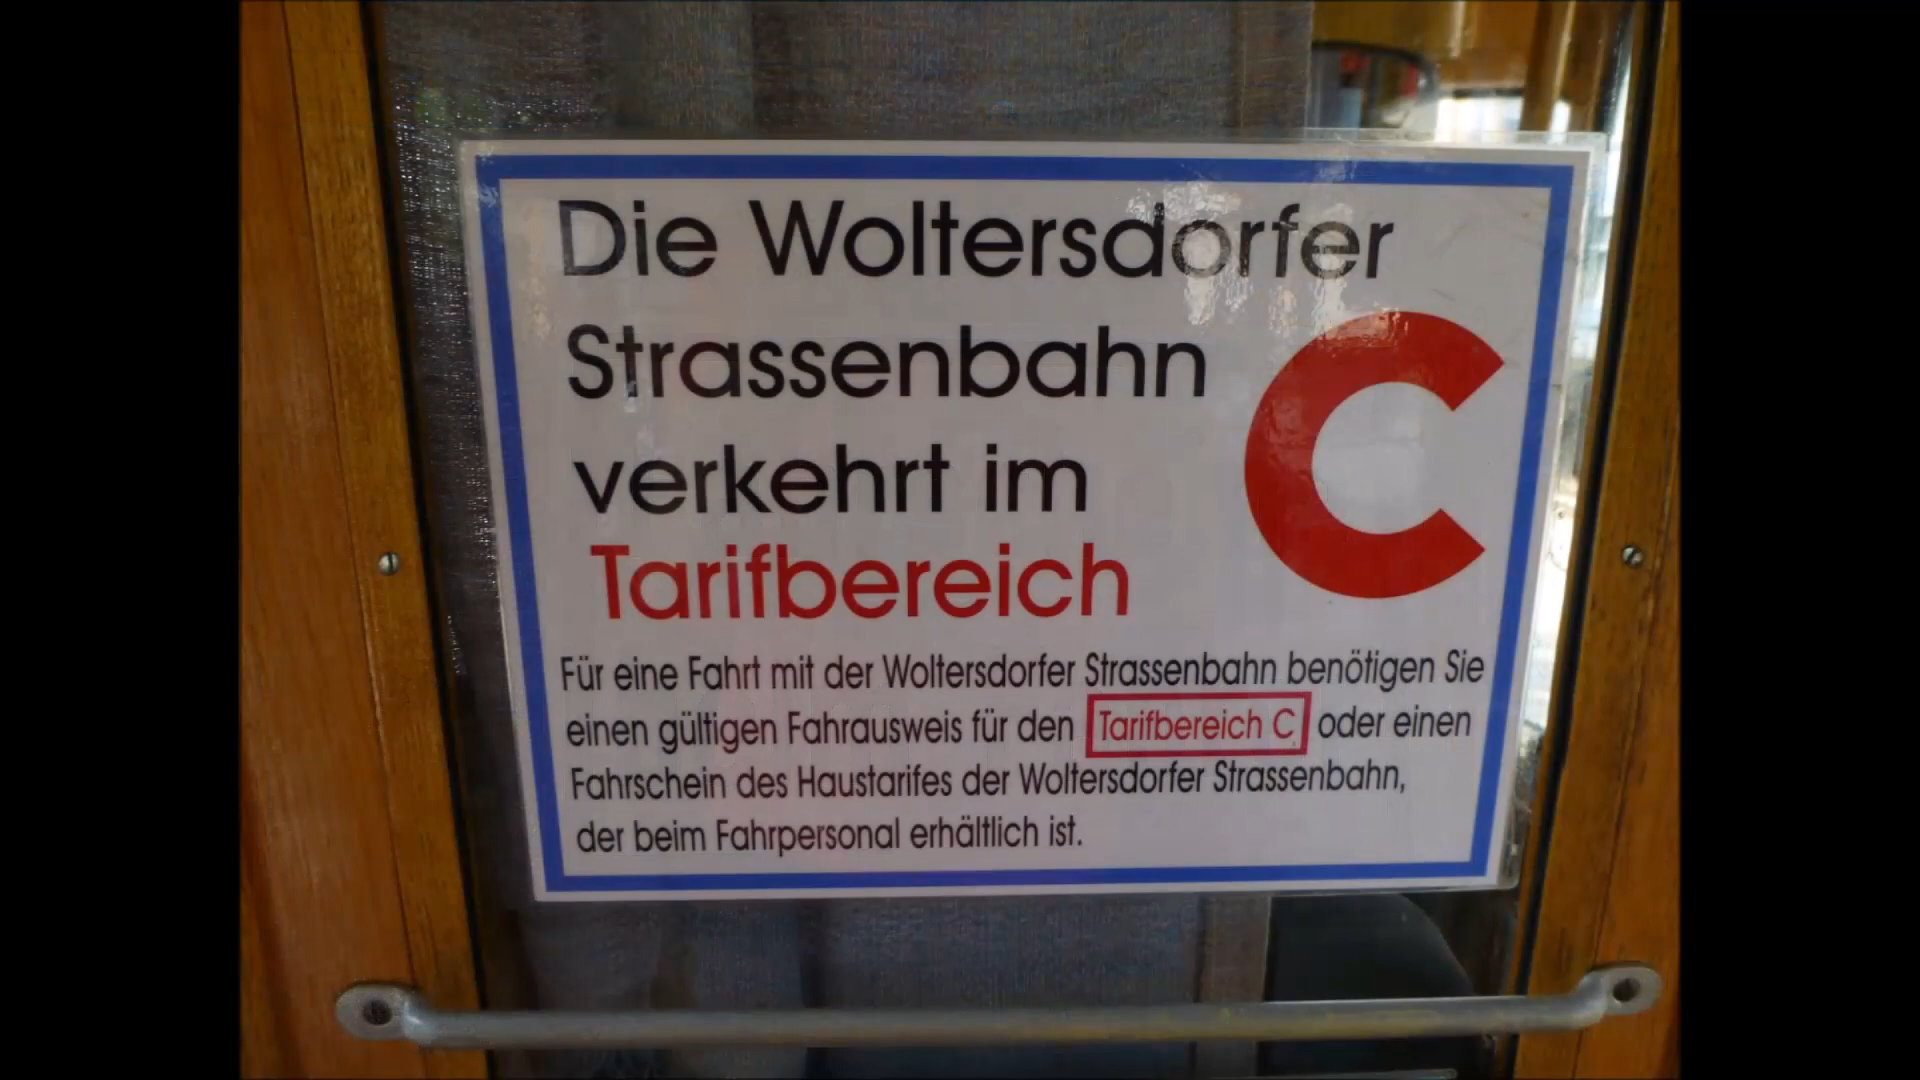 Die Woltersdorfer
Strassenbahn
verkehrt im
Tarifbereich C
Für eine Fahrt mit der Woltersdorfer Strassenbahn benötigen Sie
einen gültigen Fahrausweis für den Tarifbereich C oder einen
Fahrschein des Haustarifes der Woltersdorfer Strassenbahn,
der beim Fahrpersonal erhältlich ist.